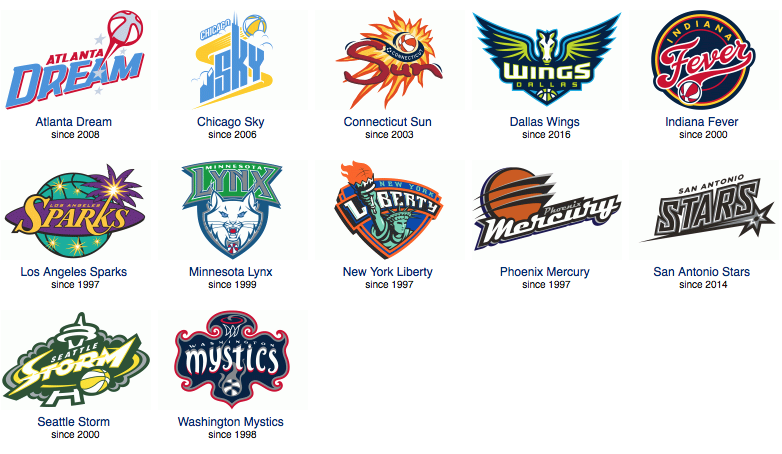 ATLANTA
DREAM
Atlanta Dream
since 2008
CHICAGO
SKY
Chicago Sky
since 2006
CONNECTICUT
Sun
Connecticut Sun
since 2003
WINGS
DALLAS
Dallas Wings
since 2016
INDIANA
Fever
Indiana Fever
since 2000
LOS ANGELES
SPARKS
Los Angeles Sparks
since 1997
MINNESOTA
LYNX
Minnesota Lynx
since 1999
NEW YORK
LIBERTY
New York Liberty
since 1997
Phoenix
Mercury
Phoenix Mercury
since 1997
SAN ANTONIO
STARS
San Antonio Stars
since 2014
SEATTLE
STORM
Seattle Storm
since 2000
WASHINGTON
mystics
Washington Mystics
since 1998